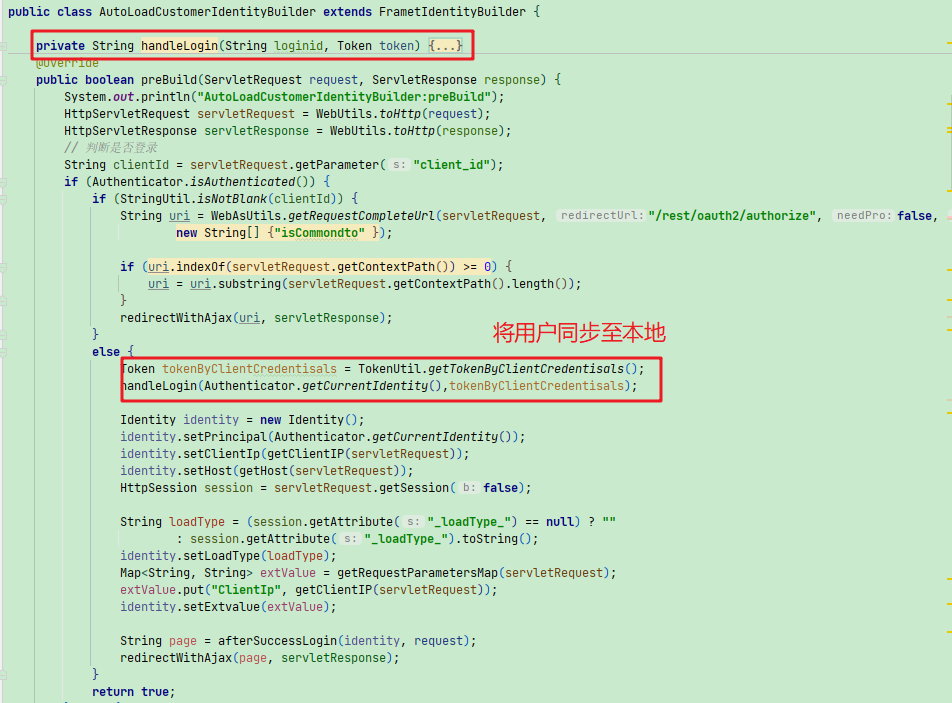 public class AutoLoadCustomerIdentityBuilder extends FrametIdentityBuilder {
private String handleLogin(String loginid, Token token) {...}
@Override
public boolean preBuild(ServletRequest request, ServletResponse response) {
System.out.println("AutoLoadCustomerIdentityBuilder:preBuild");
HttpServletRequest servletRequest = WebUtils.toHttp(request);
HttpServletResponse servletResponse = WebUtils.toHttp(response);
// 判断是否登录
String clientId = servletRequest.getParameter( s: "client_id");
if (Authenticator.isAuthenticated()) {
if (StringUtil.isNotBlank(clientId)) {
String uri = WebAsUtils.getRequestCompleteUrl(servletRequest, redirectUrl: "/rest/oauth2/authorize", needPro: false,
new String[] {"isCommondto" });
if (uri.indexOf(servletRequest.getContextPath()) >= 0) {
uri = uri.substring(servletRequest.getContextPath().length());
}
redirectWithAjax(uri, servletResponse);
}
将用户同步至本地
else {
Token tokenByClientCredentisals = TokenUtil.getTokenByClientCredentisals();
handleLogin(Authenticator.getCurrentIdentity(),tokenByClientCredentisals);
Identity identity = new Identity();
identity.setPrincipal(Authenticator.getCurrentIdentity());
identity.setClientIp(getClientIP(servletRequest));
identity.setHost(getHost(servletRequest));
HttpSession session = servletRequest.getSession( b: false);
String loadType = (session.getAttribute( s: "_loadType_") == null) ? ""
: session.getAttribute( s: "_loadType_").toString();
identity.setLoadType(loadType);
Map<String, String> extValue = getRequestParametersMap(servletRequest);
extValue.put("ClientIp", getClientIP(servletRequest));
identity.setExtvalue(extValue);
String page = afterSuccessLogin(identity, request);
redirectWithAjax(page, servletResponse);
}
return true;